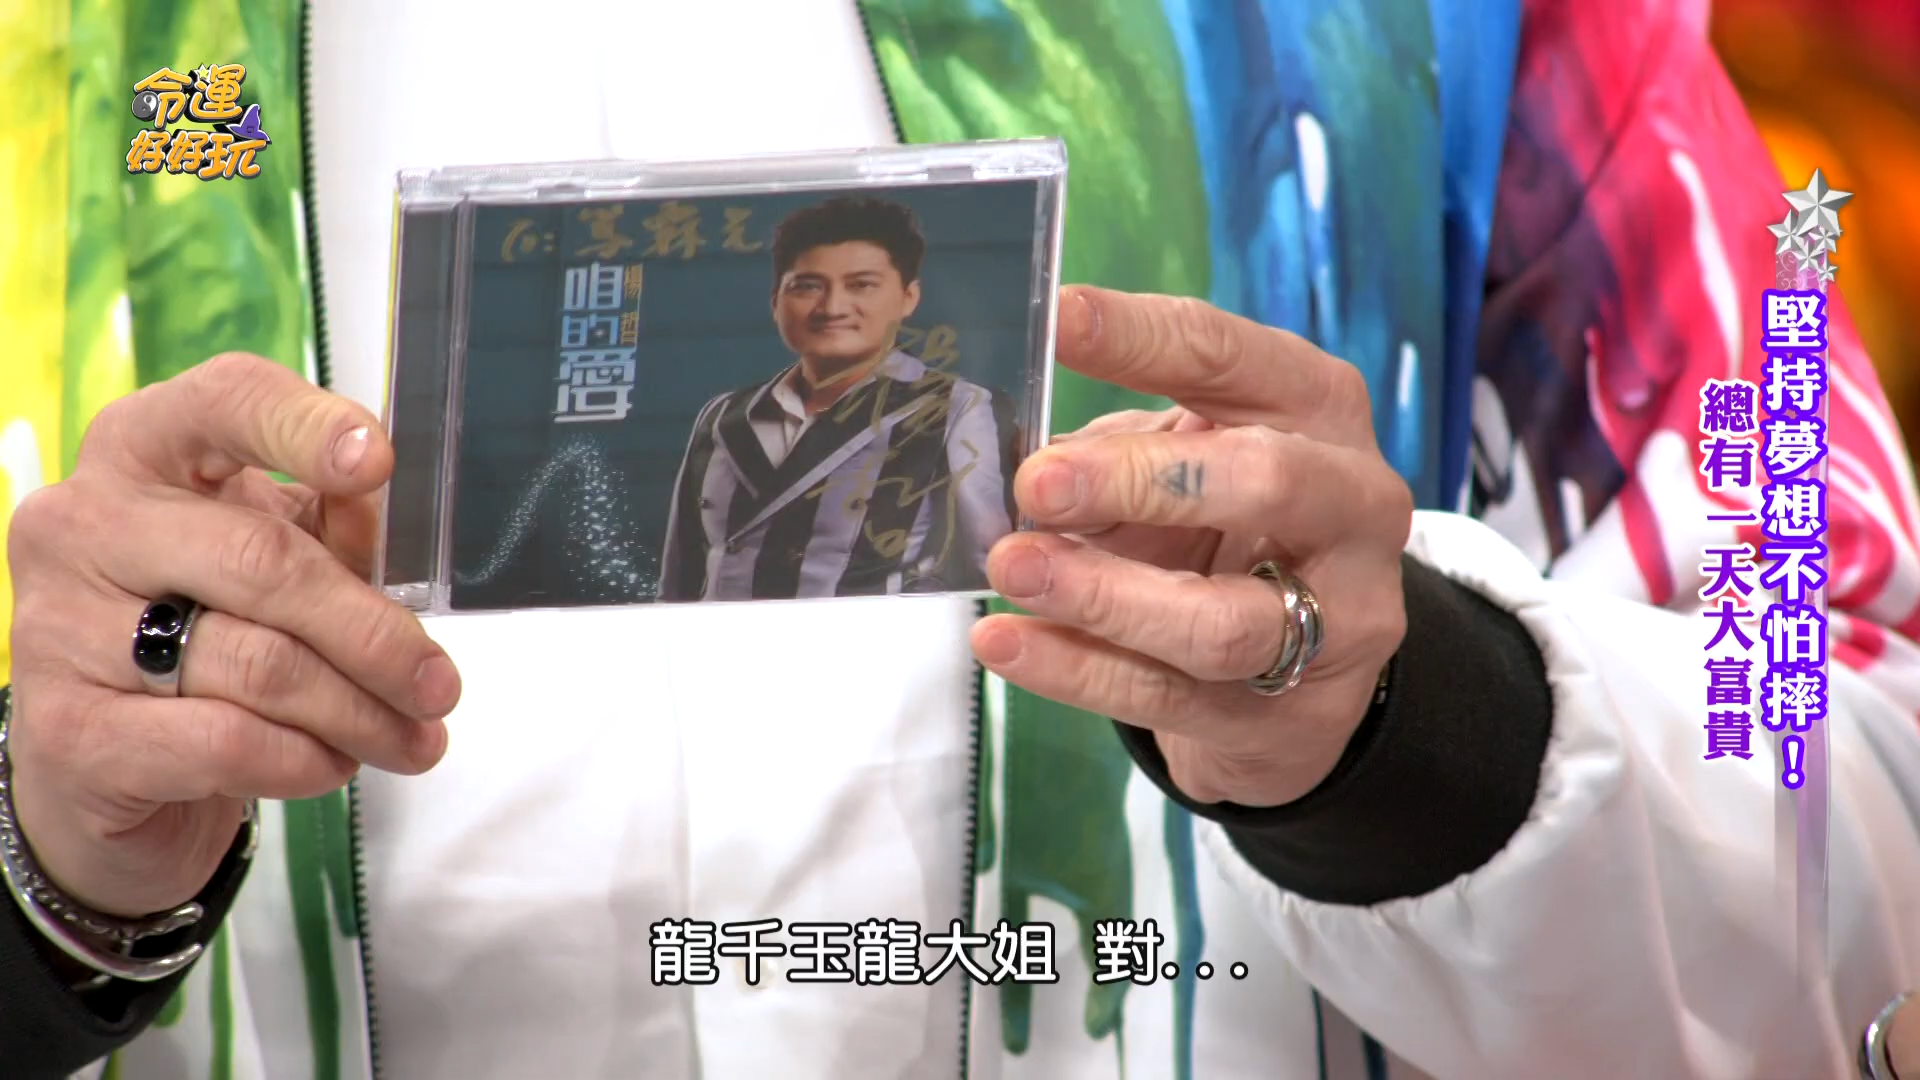 命運
好好玩
To:
楊哲
咱的愛
堅持夢想不怕摔！
總有一天大富貴
龍千玉龍大姐 對...